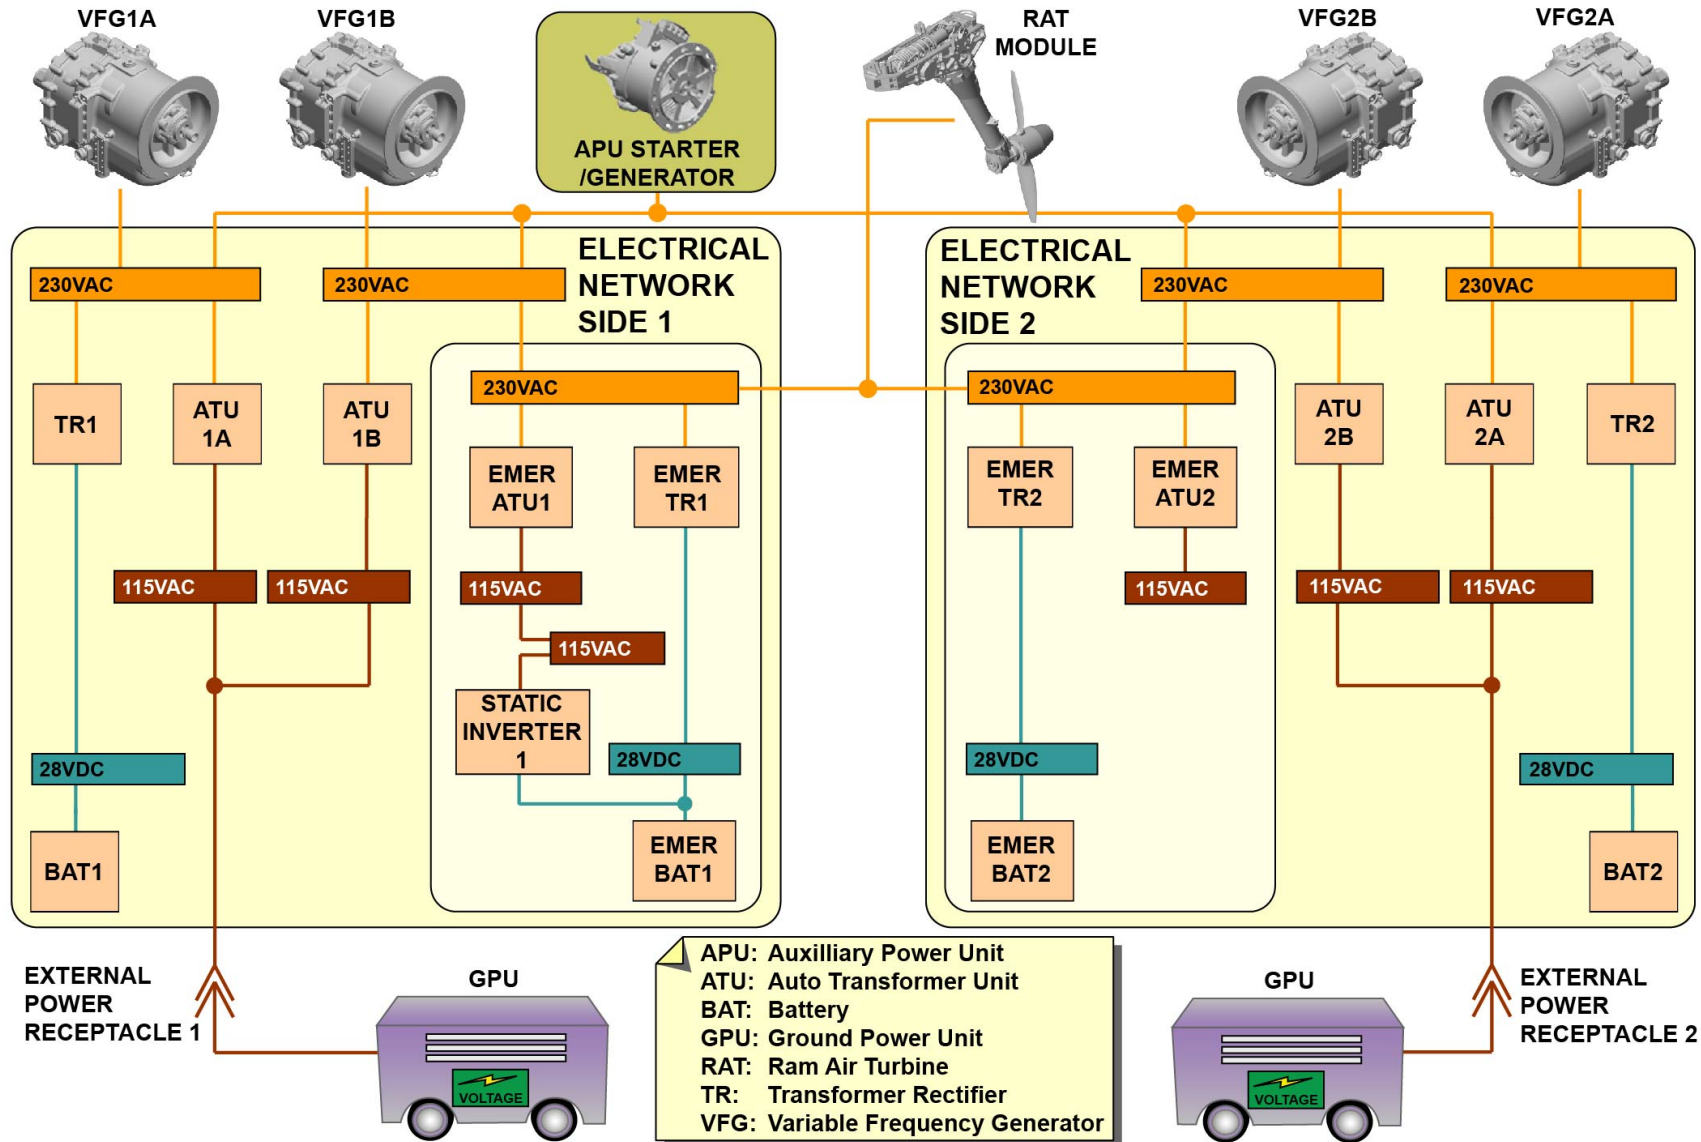 VFG1A
VFG1B
APU STARTER
/GENERATOR
RAT
MODULE
VFG2B
VFG2A
ELECTRICAL
NETWORK
SIDE 1
230VAC
230VAC
230VAC
TR1
ATU
1A
ATU
1B
EMER
ATU1
EMER
TR1
115VAC
115VAC
115VAC
115VAC
STATIC
INVERTER
1
28VDC
28VDC
BAT1
EMER
BAT1
ELECTRICAL
NETWORK
SIDE 2
230VAC
230VAC
230VAC
EMER
TR2
EMER
ATU2
ATU
2B
ATU
2A
TR2
115VAC
115VAC
115VAC
28VDC
28VDC
EMER
BAT2
BAT2
EXTERNAL
POWER
RECEPTACLE 1
GPU
VOLTAGE
APU: Auxilliary Power Unit
ATU: Auto Transformer Unit
BAT: Battery
GPU: Ground Power Unit
RAT: Ram Air Turbine
TR: Transformer Rectifier
VFG: Variable Frequency Generator
GPU
VOLTAGE
EXTERNAL
POWER
RECEPTACLE 2